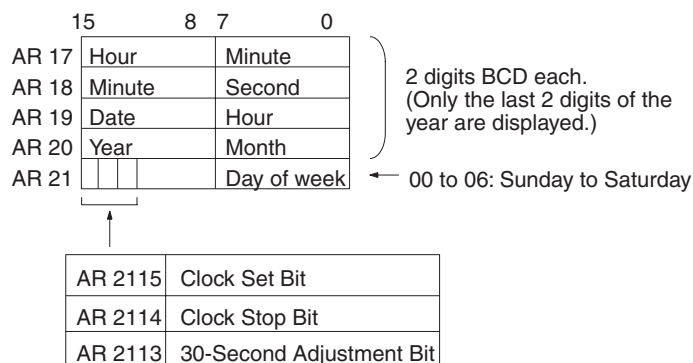 15 8 7 0
AR 17 Hour Minute
AR 18 Minute Second
AR 19 Date Hour
AR 20 Year Month
AR 21 Day of week
2 digits BCD each.
(Only the last 2 digits of the
year are displayed.)
00 to 06: Sunday to Saturday
AR 2115 Clock Set Bit
AR 2114 Clock Stop Bit
AR 2113 30-Second Adjustment Bit